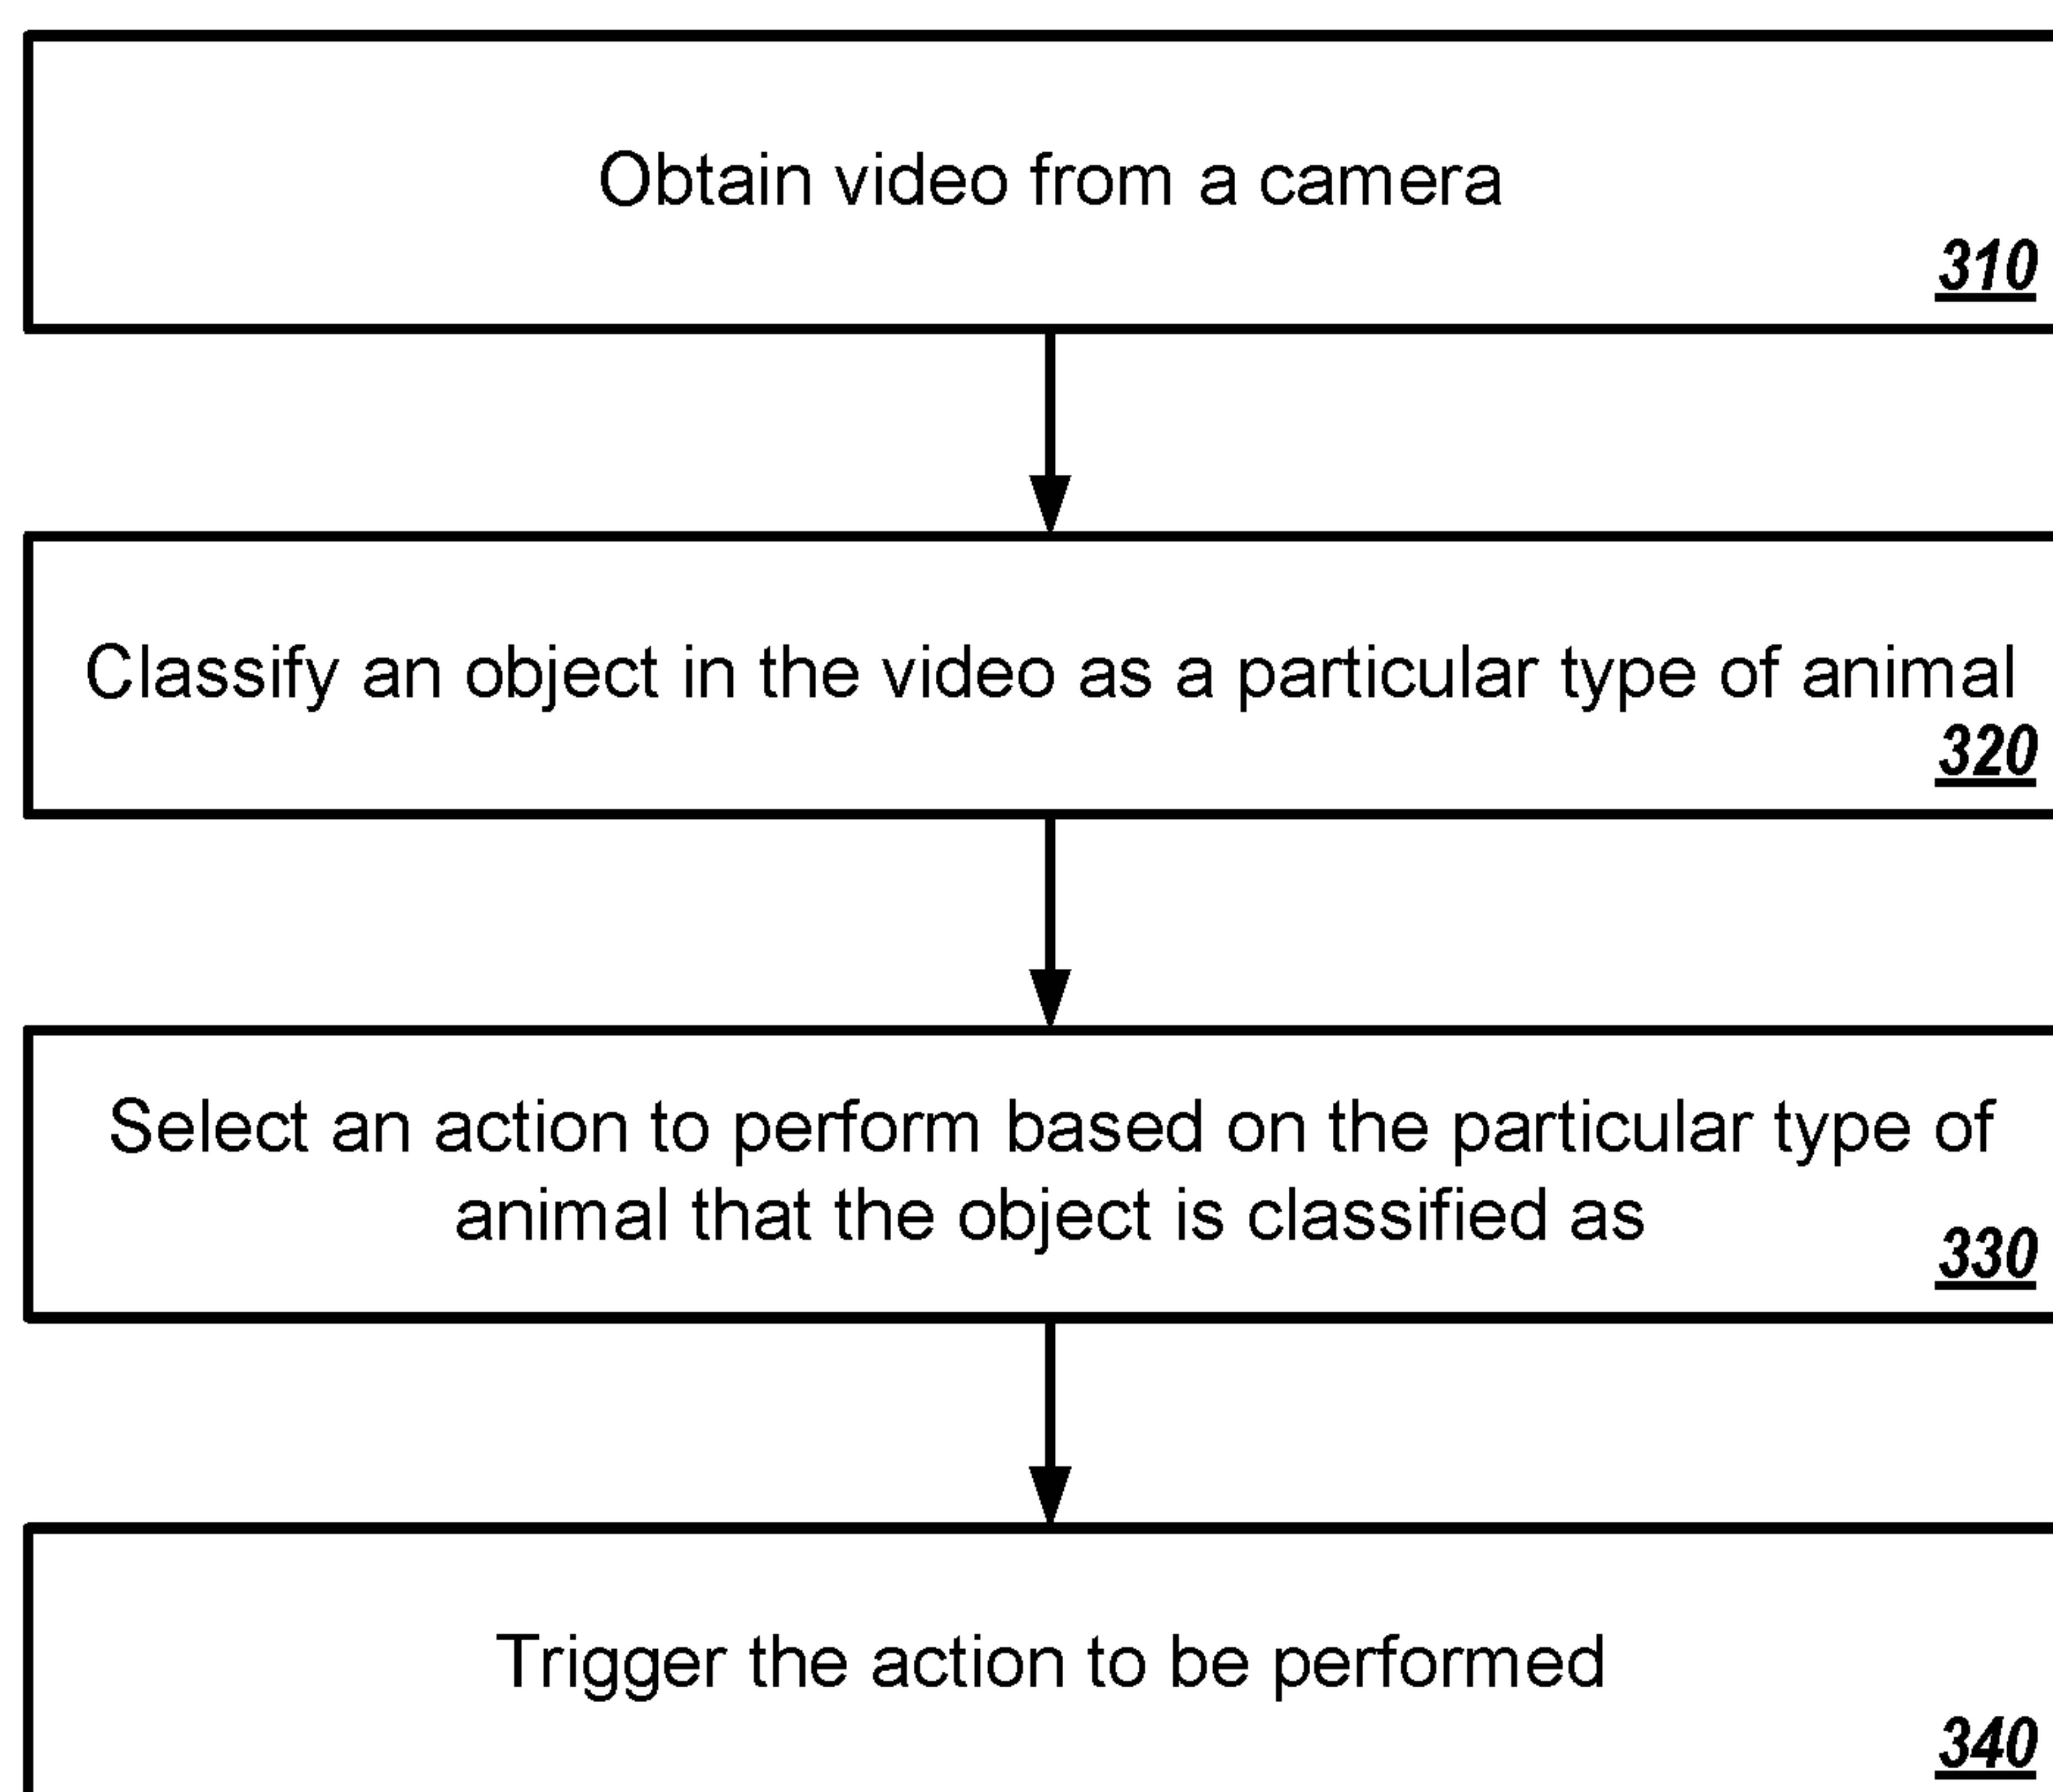 Obtain video from a camera
310
Classify an object in the video as a particular type of animal
320
Select an action to perform based on the particular type of
animal that the object is classified as
330
Trigger the action to be performed
340